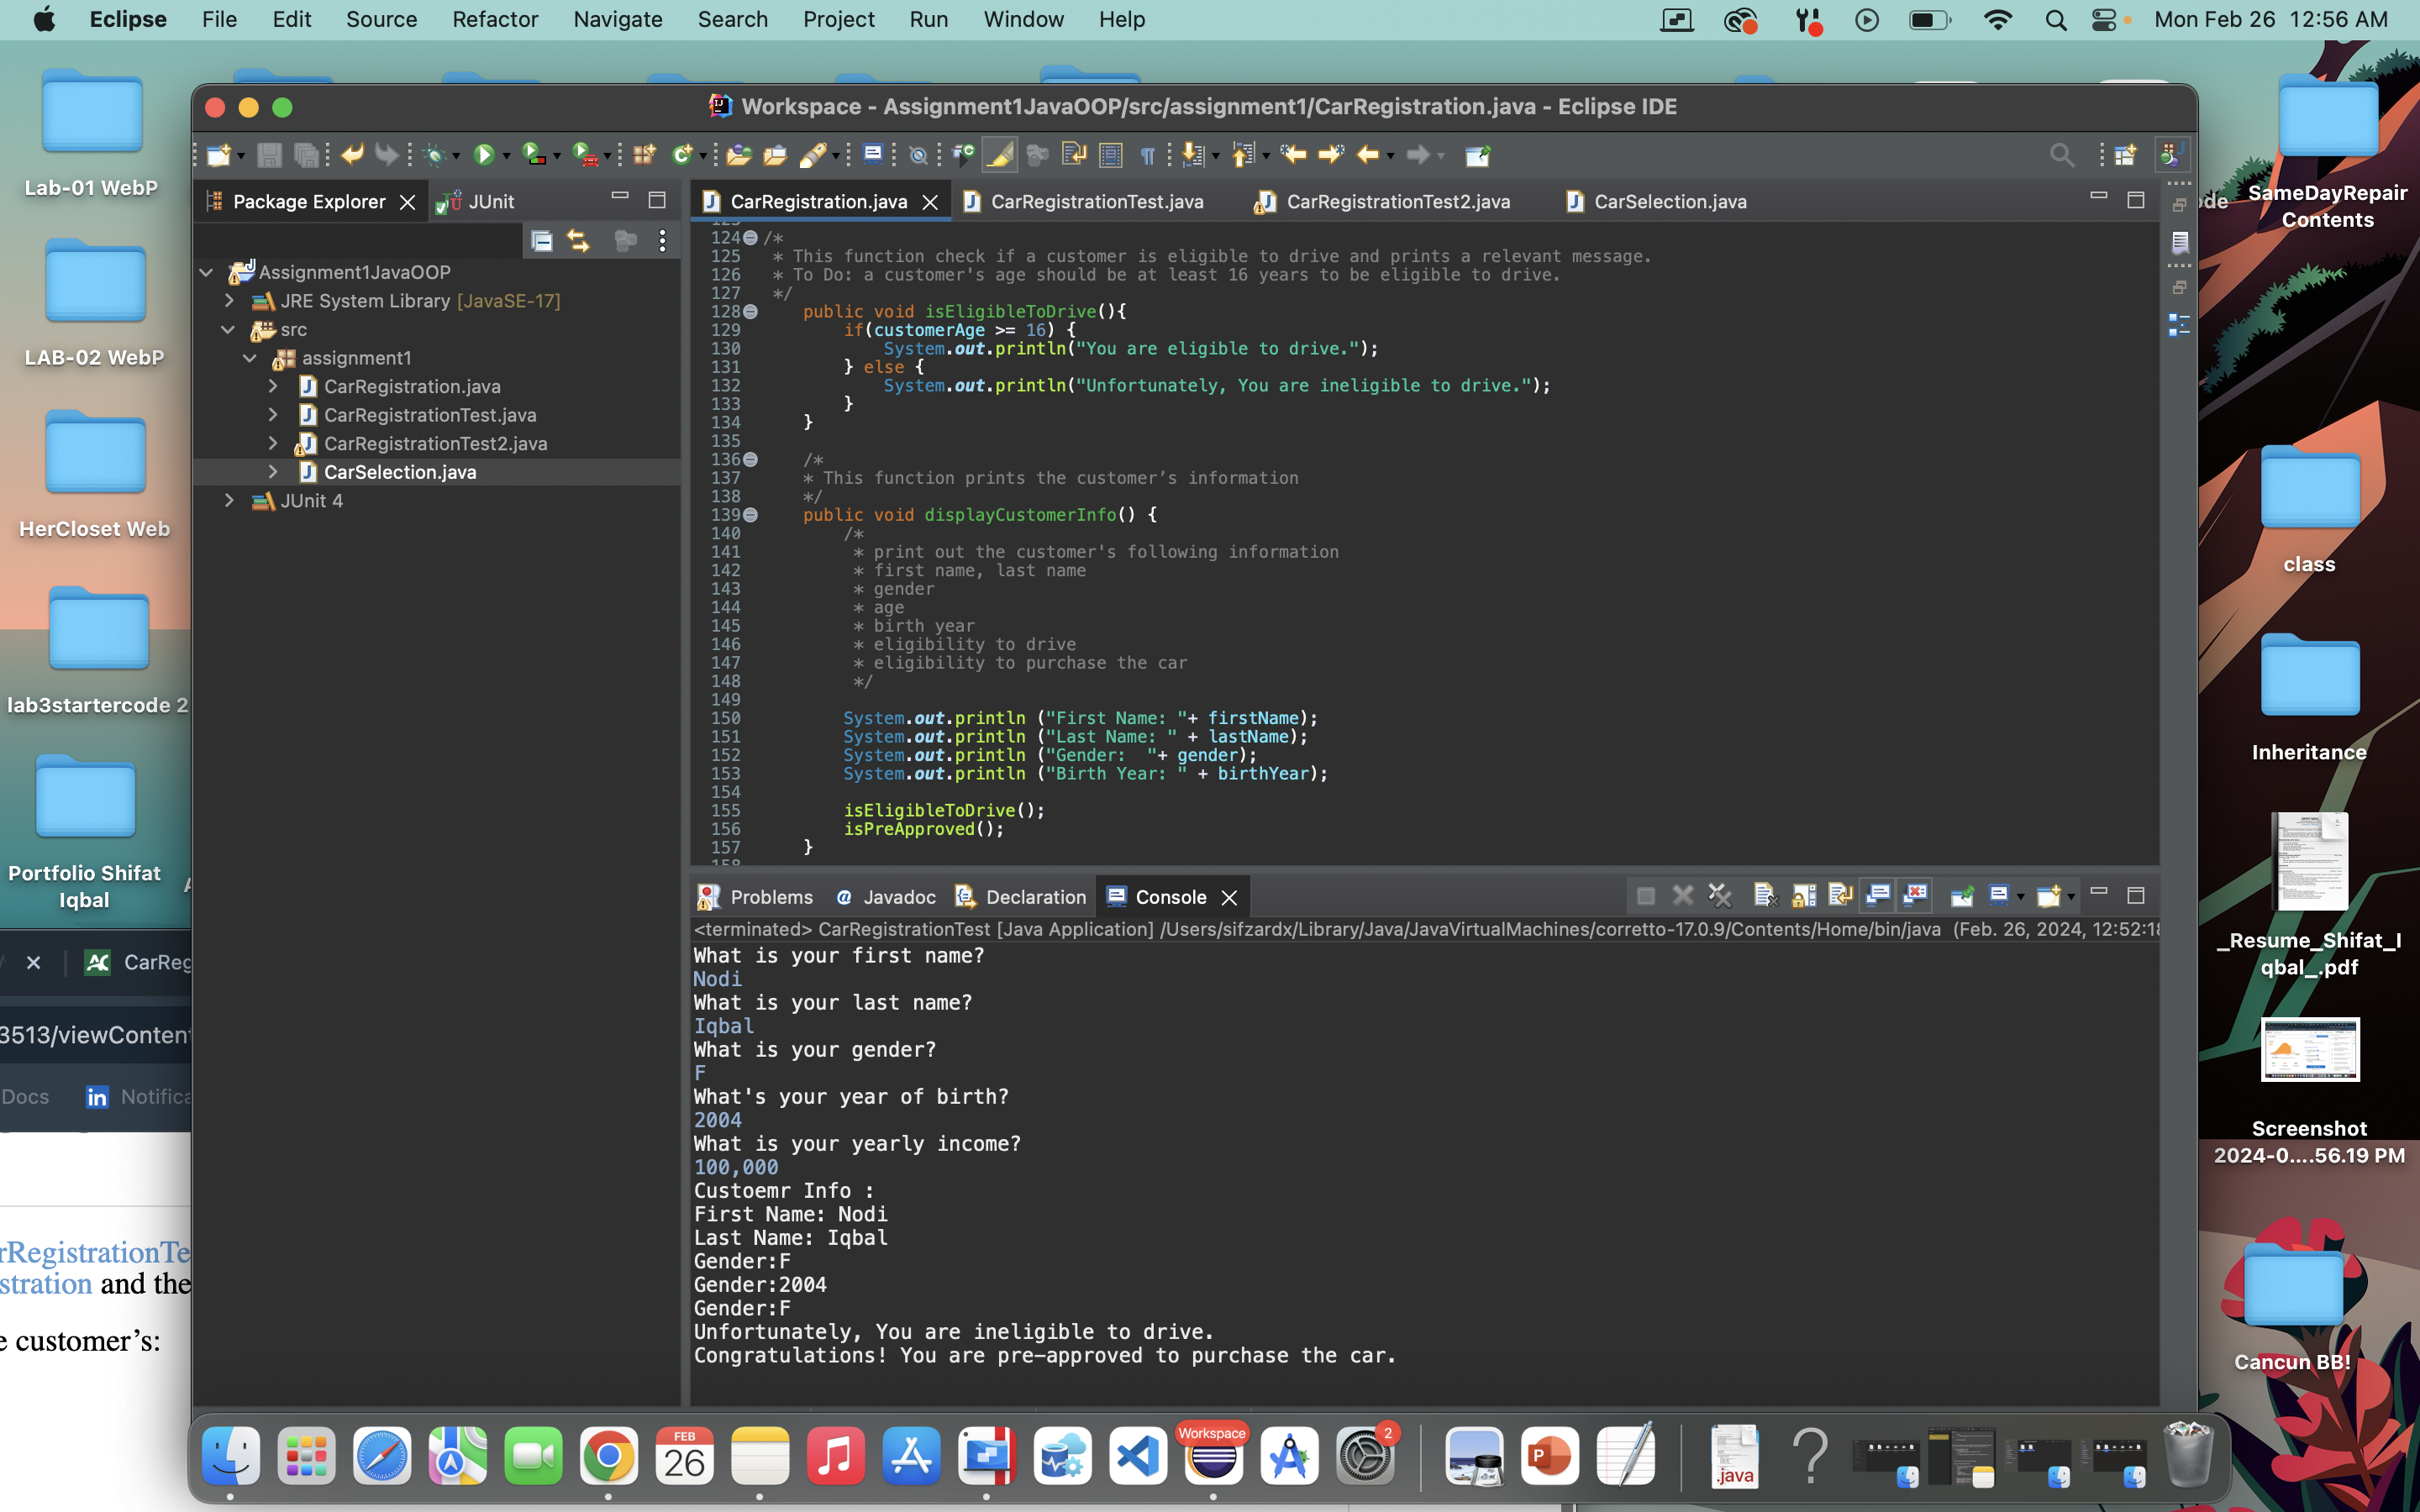 Eclipse File Edit Source Refactor Navigate Search Project Run Window Help Mon Feb 26 12:56 AM
Workspace - Assignment1JavaOOP/src/assignment1/CarRegistration.java - Eclipse IDE
Package Explorer JUnit
CarRegistration.java CarRegistrationTest.java CarRegistrationTest2.java CarSelection.java
Assignment1JavaOOP
JRE System Library [JavaSE-17]
src
assignment1
CarRegistration.java
CarRegistrationTest.java
CarRegistrationTest2.java
CarSelection.java
JUnit 4
124 /*
125 * This function check if a customer is eligible to drive and prints a relevant message.
126 * To Do: a customer's age should be at least 16 years to be eligible to drive.
127 */
128 public void isEligibleToDrive(){
129 if(customerAge >= 16) {
130 System.out.println("You are eligible to drive.");
131 } else {
132 System.out.println("Unfortunately, You are ineligible to drive.");
133 }
134 }
135
136 /*
137 * This function prints the customer’s information
138 */
139 public void displayCustomerInfo() {
140 /*
141 * print out the customer's following information
142 * first name, last name
143 * gender
144 * age
145 * birth year
146 * eligibility to drive
147 * eligibility to purchase the car
148 */
149
150 System.out.println ("First Name: "+ firstName);
151 System.out.println ("Last Name: " + lastName);
152 System.out.println ("Gender:  "+ gender);
153 System.out.println ("Birth Year: " + birthYear);
154
155 isEligibleToDrive();
156 isPreApproved();
157 }
Problems Javadoc Declaration Console
<terminated> CarRegistrationTest [Java Application] /Users/sifzardx/Library/Java/JavaVirtualMachines/corretto-17.0.9/Contents/Home/bin/java (Feb. 26, 2024, 12:52:18
What is your first name?
Nodi
What is your last name?
Iqbal
What is your gender?
F
What's your year of birth?
2004
What is your yearly income?
100,000
Custoemr Info :
First Name: Nodi
Last Name: Iqbal
Gender:F
Gender:2004
Gender:F
Unfortunately, You are ineligible to drive.
Congratulations! You are pre-approved to purchase the car.
Lab-01 WebP
LAB-02 WebP
HerCloset Web
lab3startercode 2
Portfolio Shifat
Iqbal
CarReg
3513/viewConten
Docs Notifica
rRegistrationTe
stration and the
e customer’s:
ode
SameDayRepair
Contents
class
Inheritance
_Resume_Shifat_I
qbal_.pdf
Screenshot
2024-0....56.19 PM
Cancun BB!
FEB
26
Workspace
2
P
.java